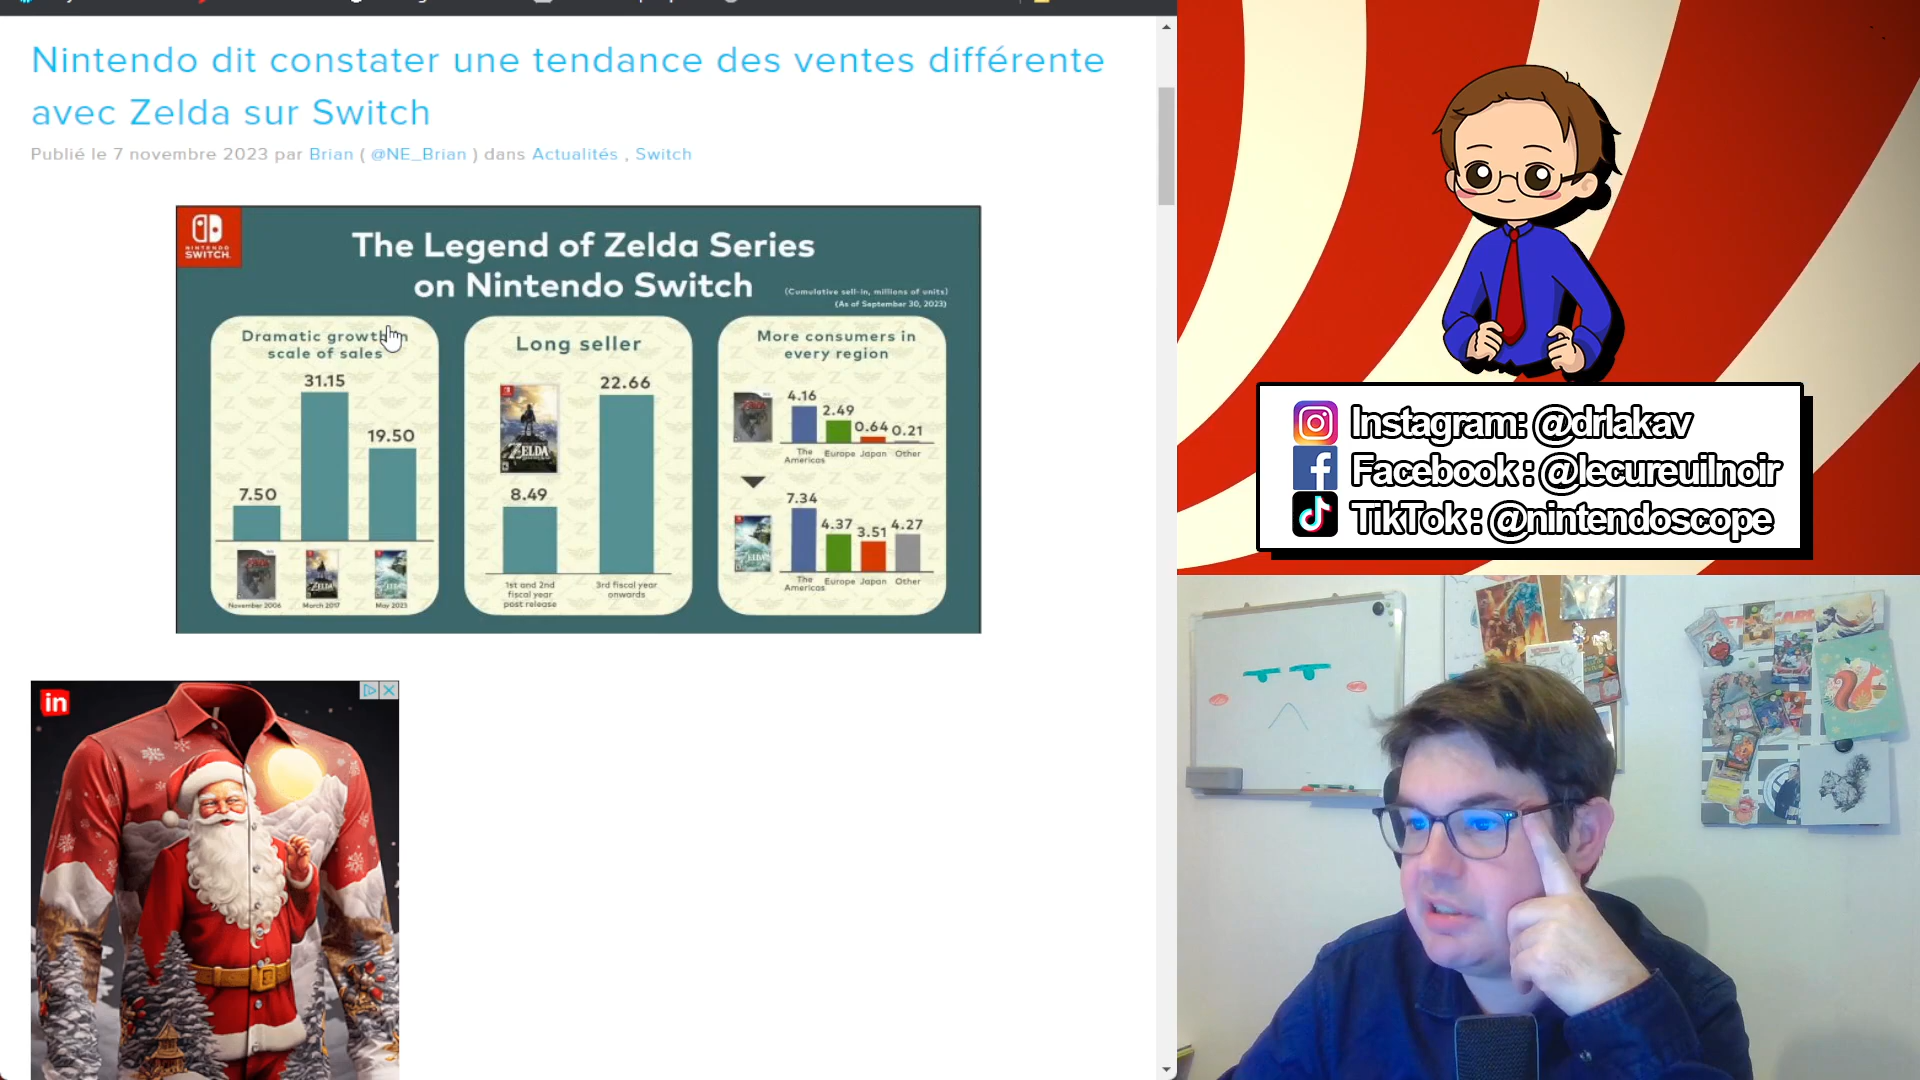 Nintendo dit constater une tendance des ventes différente
avec Zelda sur Switch
Publié le 7 novembre 2023 par Brian ( @NE_Brian ) dans Actualités , Switch
NINTENDO
SWITCH
The Legend of Zelda Series
on Nintendo Switch
(Cumulative sell-in, millions of units)
(As of September 30, 2023)
Dramatic growth in
scale of sales
31.15
19.50
7.50
November 2006 March 2017 May 2023
Long seller
22.66
ZELDA
8.49
1st and 2nd
fiscal year
post release
3rd fiscal year
onwards
More consumers in
every region
4.16 2.49 0.64 0.21
The
Americas Europe Japan Other
7.34 4.37 3.51 4.27
ZELDA
The
Americas Europe Japan Other
in
Instagram: @drlakav
Facebook : @lecureuilnoir
TikTok : @nintendoscope